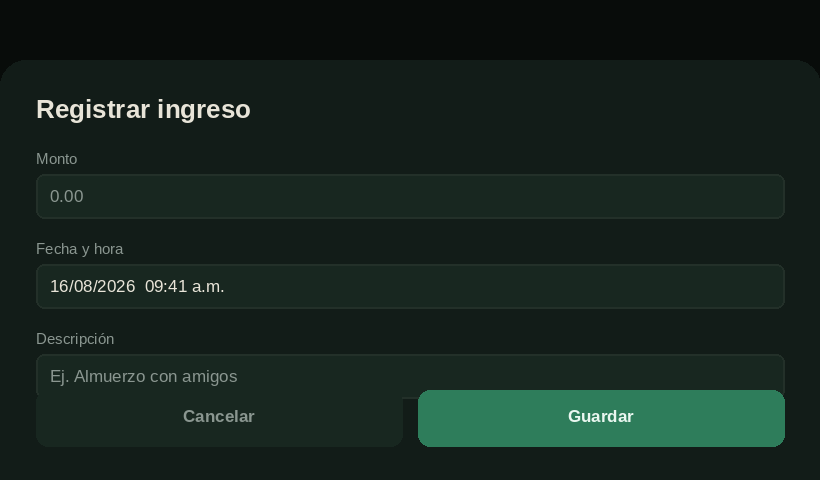 Registrar ingreso
Monto
0.00
Fecha y hora
16/08/2026  09:41 a.m.
Descripción
Ej. Almuerzo con amigos
Cancelar
Guardar